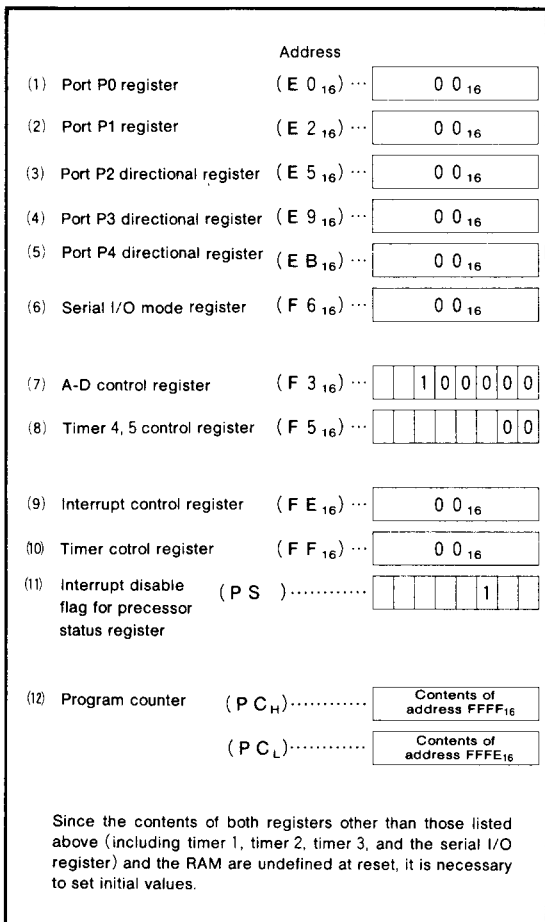 Address
(1) Port P0 register (E0₁₆)… 00₁₆
(2) Port P1 register (E2₁₆)… 00₁₆
(3) Port P2 directional register (E5₁₆)… 00₁₆
(4) Port P3 directional register (E9₁₆)… 00₁₆
(5) Port P4 directional register (EB₁₆)… 00₁₆
(6) Serial I/O mode register (F6₁₆)… 00₁₆
(7) A-D control register (F3₁₆)… 1 0 0 0 0 0
(8) Timer 4, 5 control register (F5₁₆)… 0 0
(9) Interrupt control register (FE₁₆)… 00₁₆
(10) Timer cotrol register (FF₁₆)… 00₁₆
(11) Interrupt disable flag for precessor status register (PS )………… 1
(12) Program counter (PC_H)………… Contents of address FFFF₁₆
(PC_L)………… Contents of address FFFE₁₆
Since the contents of both registers other than those listed
above (including timer 1, timer 2, timer 3, and the serial I/O
register) and the RAM are undefined at reset, it is necessary
to set initial values.